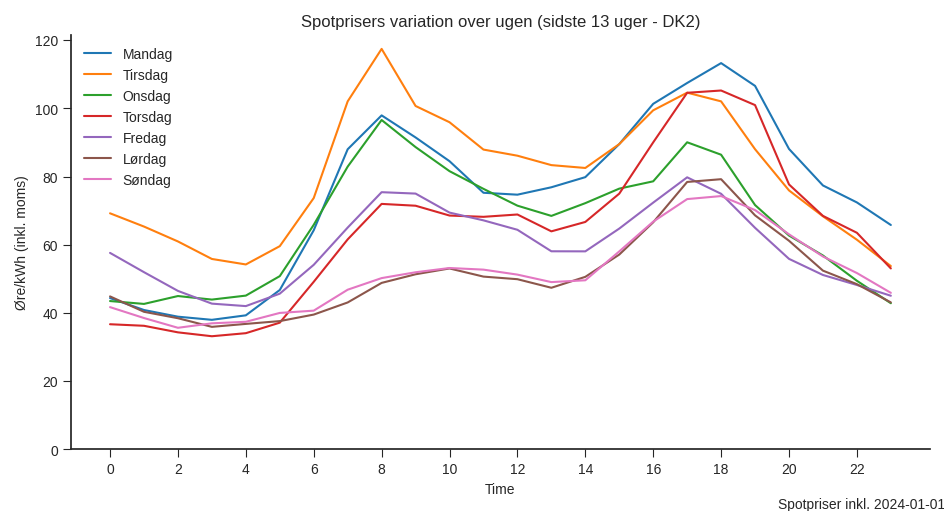 Spotprisers variation over ugen (sidste 13 uger - DK2)
120
100
80
60
40
20
0
Øre/kWh (inkl. moms)
Mandag
Tirsdag
Onsdag
Torsdag
Fredag
Lørdag
Søndag
0 2 4 6 8 10 12 14 16 18 20 22
Time
Spotpriser inkl. 2024-01-01